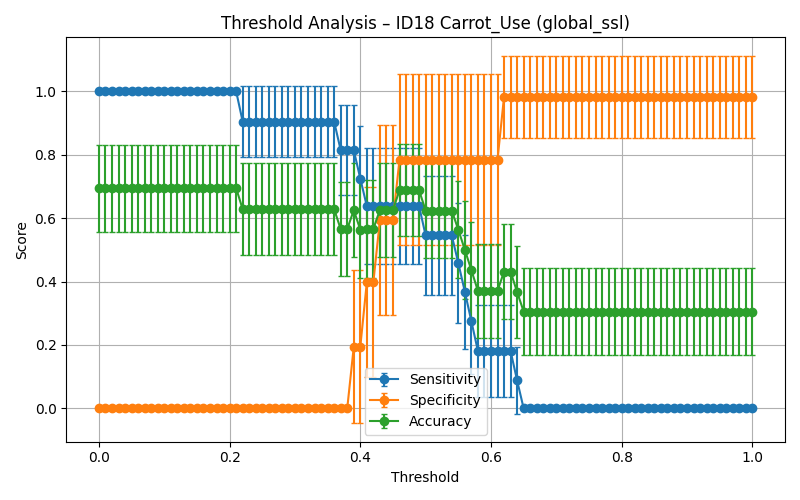 Threshold Analysis – ID18 Carrot_Use (global_ssl)
Score
1.0
0.8
0.6
0.4
0.2
0.0
Sensitivity
Specificity
Accuracy
0.0 0.2 0.4 0.6 0.8 1.0
Threshold